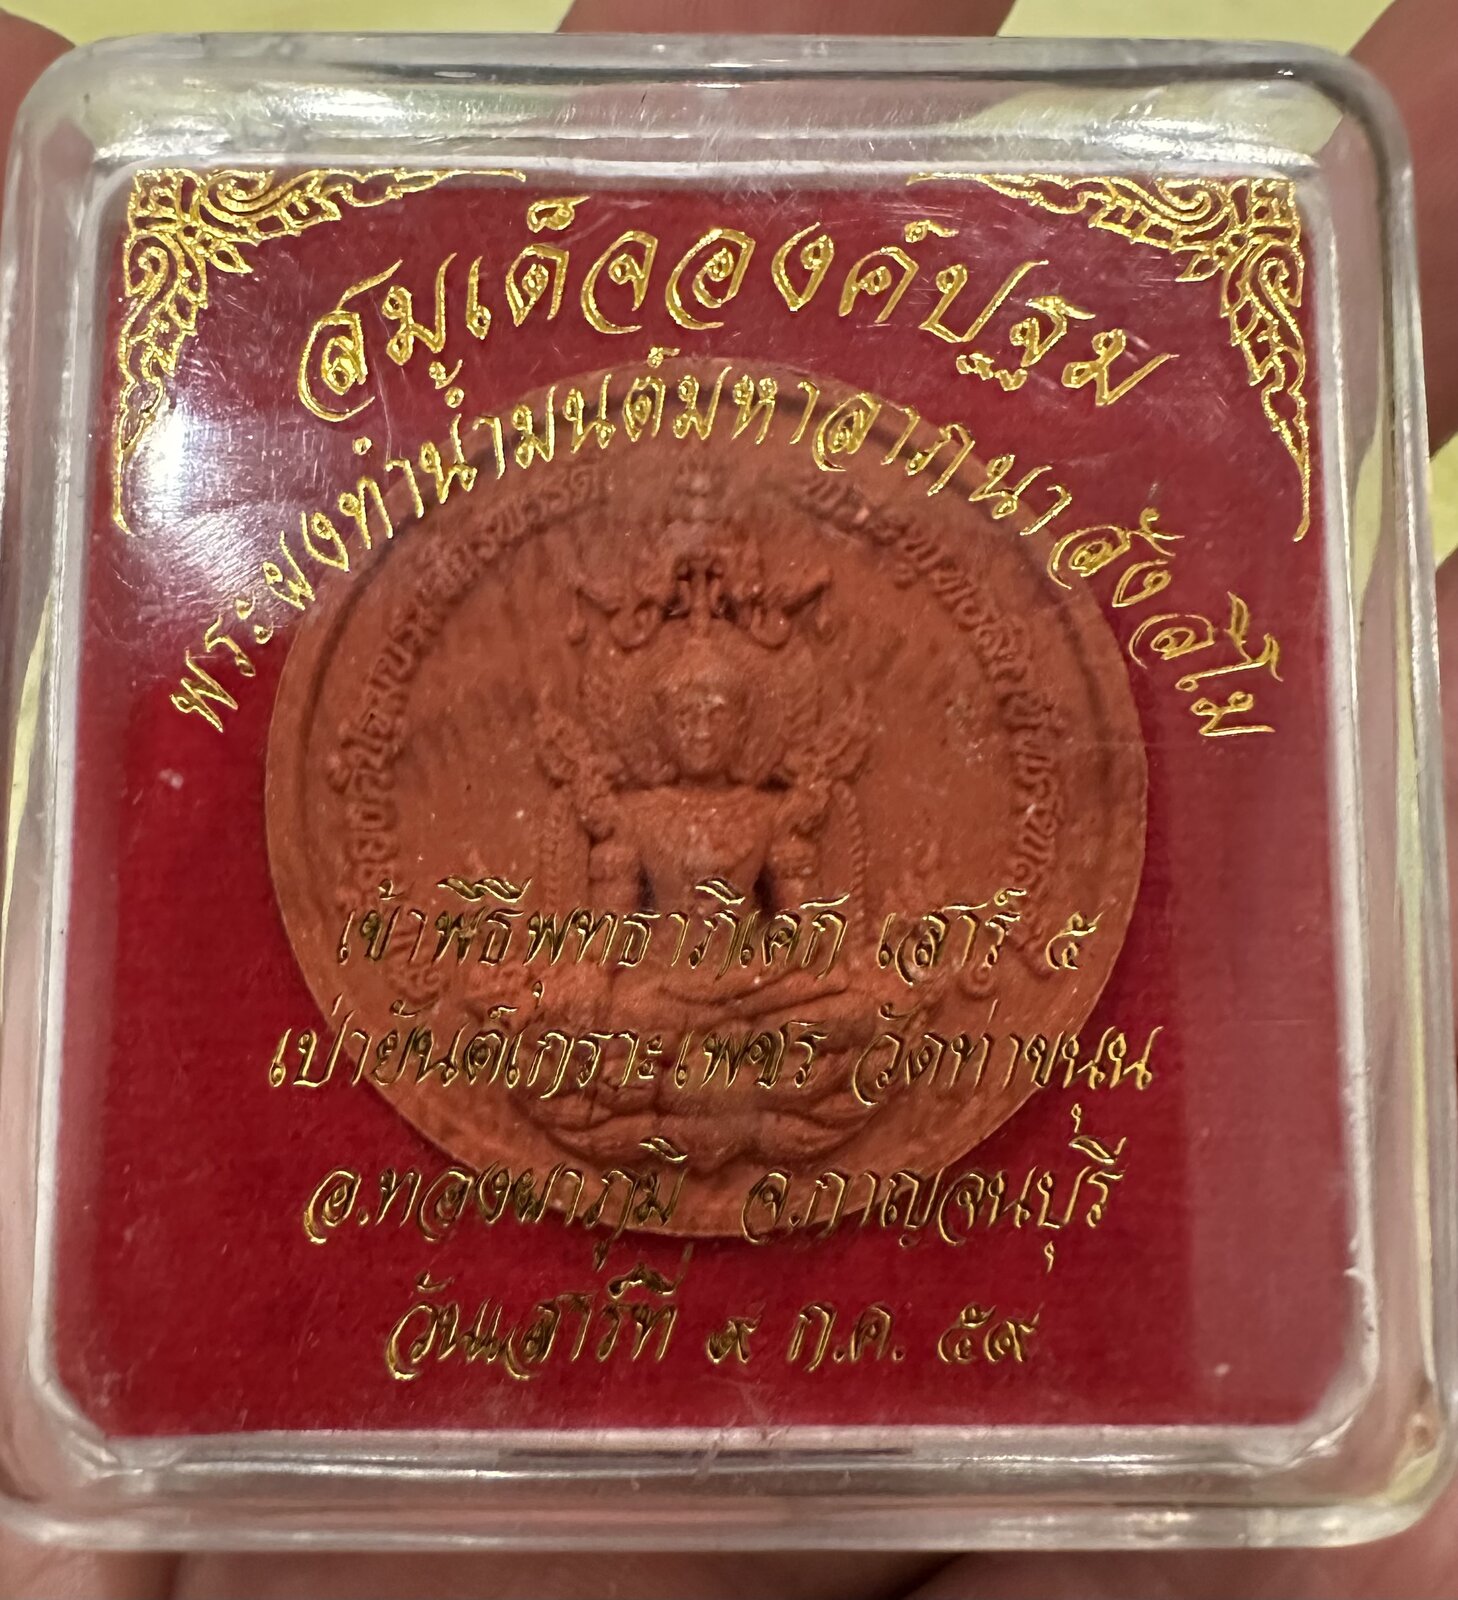 สมเด็จองค์ปฐม
พระผงทำน้ำมนต์มหาลาภนาสังสิโม
เข้าพิธีพุทธาภิเศก เสาร์ ๕
เป่ายันต์เกราะเพชร วัดท่าขนุน
อ.ทองผาภูมิ จ.กาญจนบุรี
วันเสาร์ที่ ๙ ก.ค. ๕๙